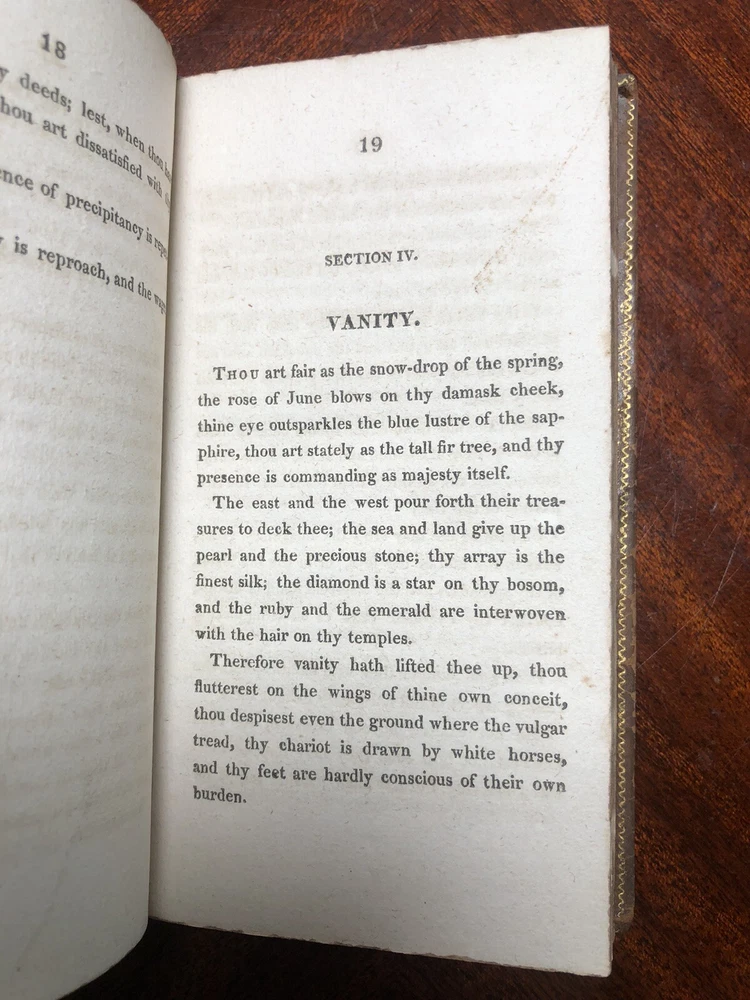 18
y deeds; lest, when thou
hou art dissatisfied with
nce of precipitancy is
is reproach, and the
19
SECTION IV.
VANITY.
THOU art fair as the snow-drop of the spring,
the rose of June blows on thy damask cheek,
thine eye outsparkles the blue lustre of the sap-
phire, thou art stately as the tall fir tree, and thy
presence is commanding as majesty itself.
The east and the west pour forth their trea-
sures to deck thee; the sea and land give up the
pearl and the precious stone; thy array is the
finest silk; the diamond is a star on thy bosom,
and the ruby and the emerald are interwoven
with the hair on thy temples.
Therefore vanity hath lifted thee up, thou
flutterest on the wings of thine own conceit,
thou despisest even the ground where the vulgar
tread, thy chariot is drawn by white horses,
and thy feet are hardly conscious of their own
burden.